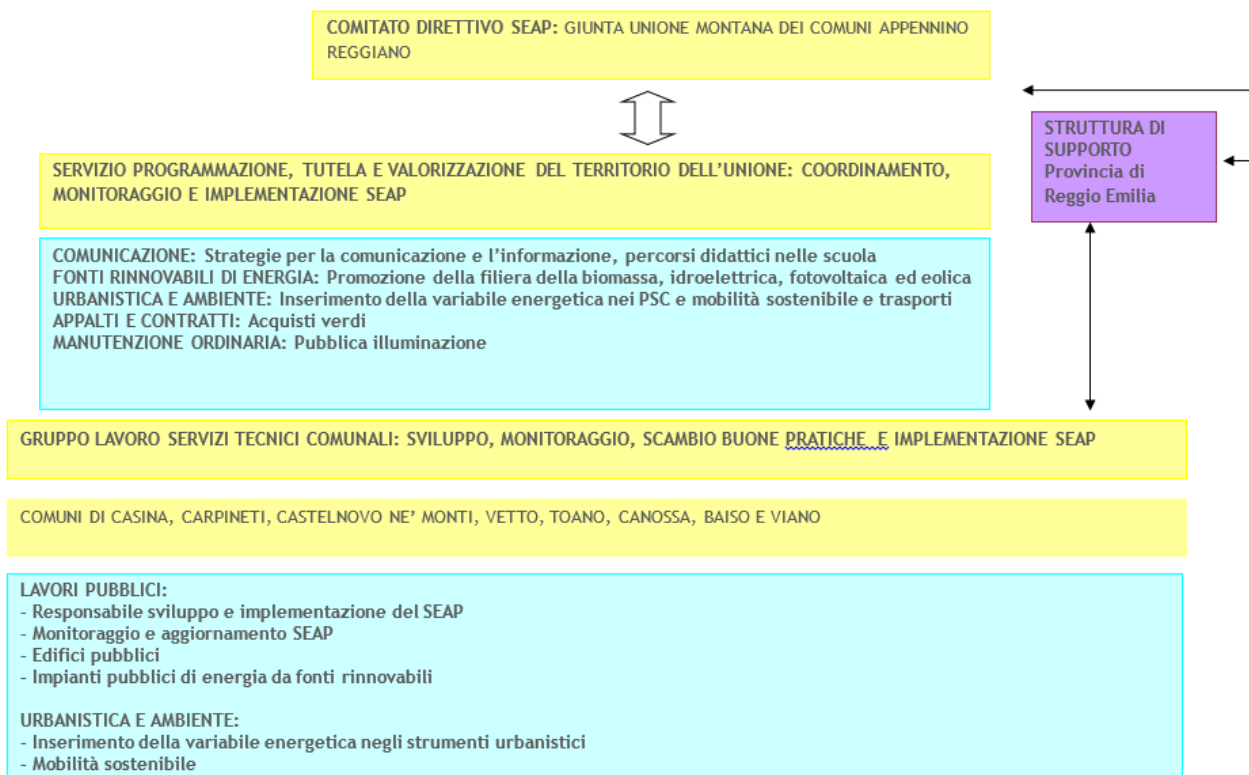 COMITATO DIRETTIVO SEAP: GIUNTA UNIONE MONTANA DEI COMUNI APPENNINO
REGGIANO
STRUTTURA DI
SUPPORTO
Provincia di
Reggio Emilia
SERVIZIO PROGRAMMAZIONE, TUTELA E VALORIZZAZIONE DEL TERRITORIO DELL'UNIONE: COORDINAMENTO,
MONITORAGGIO E IMPLEMENTAZIONE SEAP
COMUNICAZIONE: Strategie per la comunicazione e l'informazione, percorsi didattici nelle scuola
FONTI RINNOVABILI DI ENERGIA: Promozione della filiera della biomassa, idroelettrica, fotovoltaica ed eolica
URBANISTICA E AMBIENTE: Inserimento della variabile energetica nei PSC e mobilità sostenibile e trasporti
APPALTI E CONTRATTI: Acquisti verdi
MANUTENZIONE ORDINARIA: Pubblica illuminazione
GRUPPO LAVORO SERVIZI TECNICI COMUNALI: SVILUPPO, MONITORAGGIO, SCAMBIO BUONE PRATICHE E IMPLEMENTAZIONE SEAP
COMUNI DI CASINA, CARPINETI, CASTELNOVO NE' MONTI, VETTO, TOANO, CANOSSA, BAISO E VIANO
LAVORI PUBBLICI:
- Responsabile sviluppo e implementazione del SEAP
- Monitoraggio e aggiornamento SEAP
- Edifici pubblici
- Impianti pubblici di energia da fonti rinnovabili
URBANISTICA E AMBIENTE:
- Inserimento della variabile energetica negli strumenti urbanistici
- Mobilità sostenibile